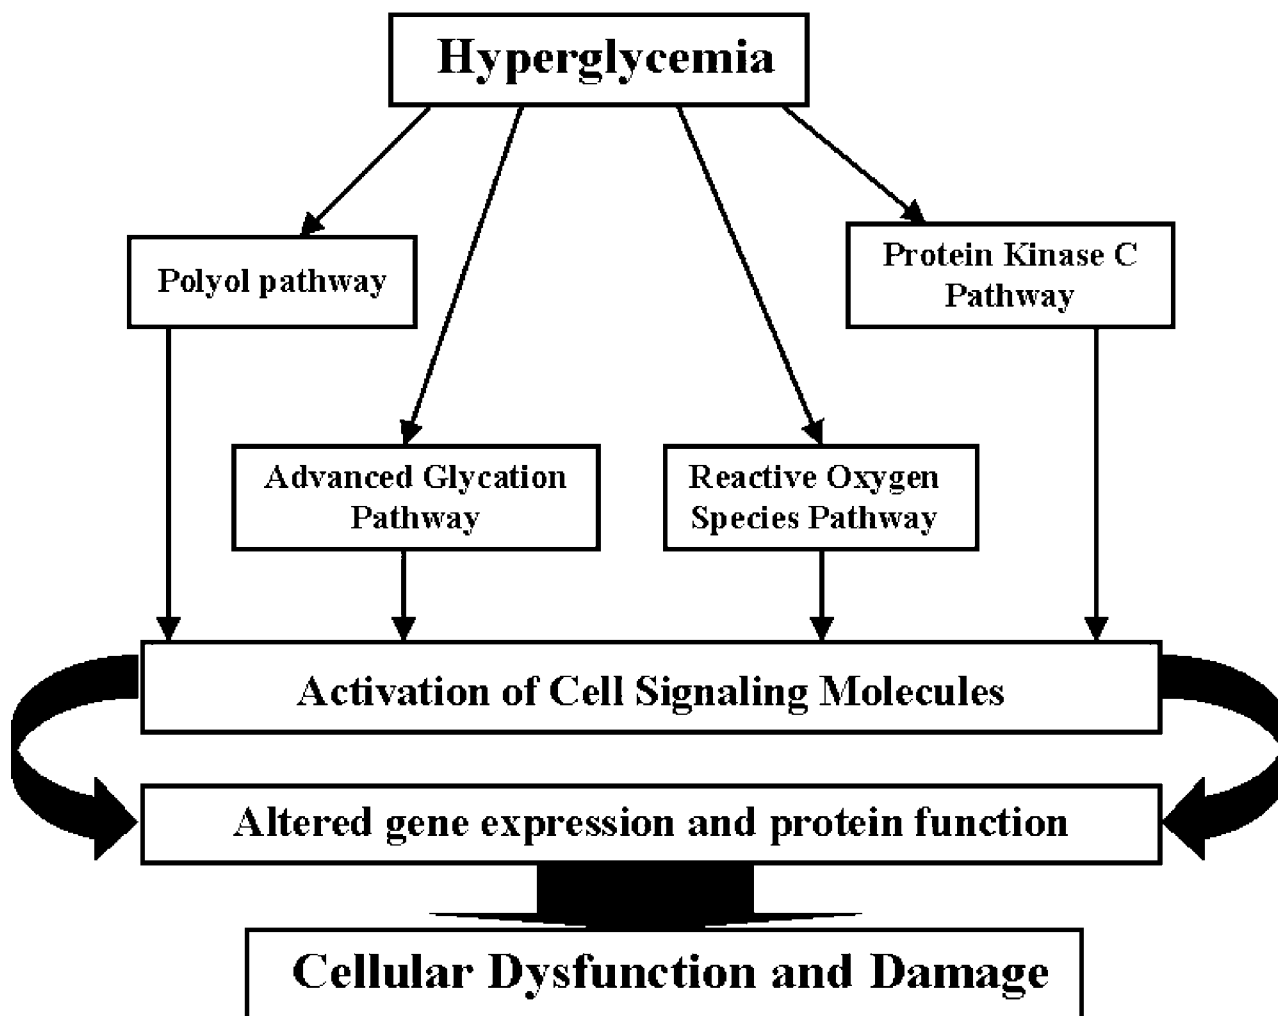 Hyperglycemia
Polyol pathway
Protein Kinase C
Pathway
Advanced Glycation
Pathway
Reactive Oxygen
Species Pathway
Activation of Cell Signaling Molecules
Altered gene expression and protein function
Cellular Dysfunction and Damage